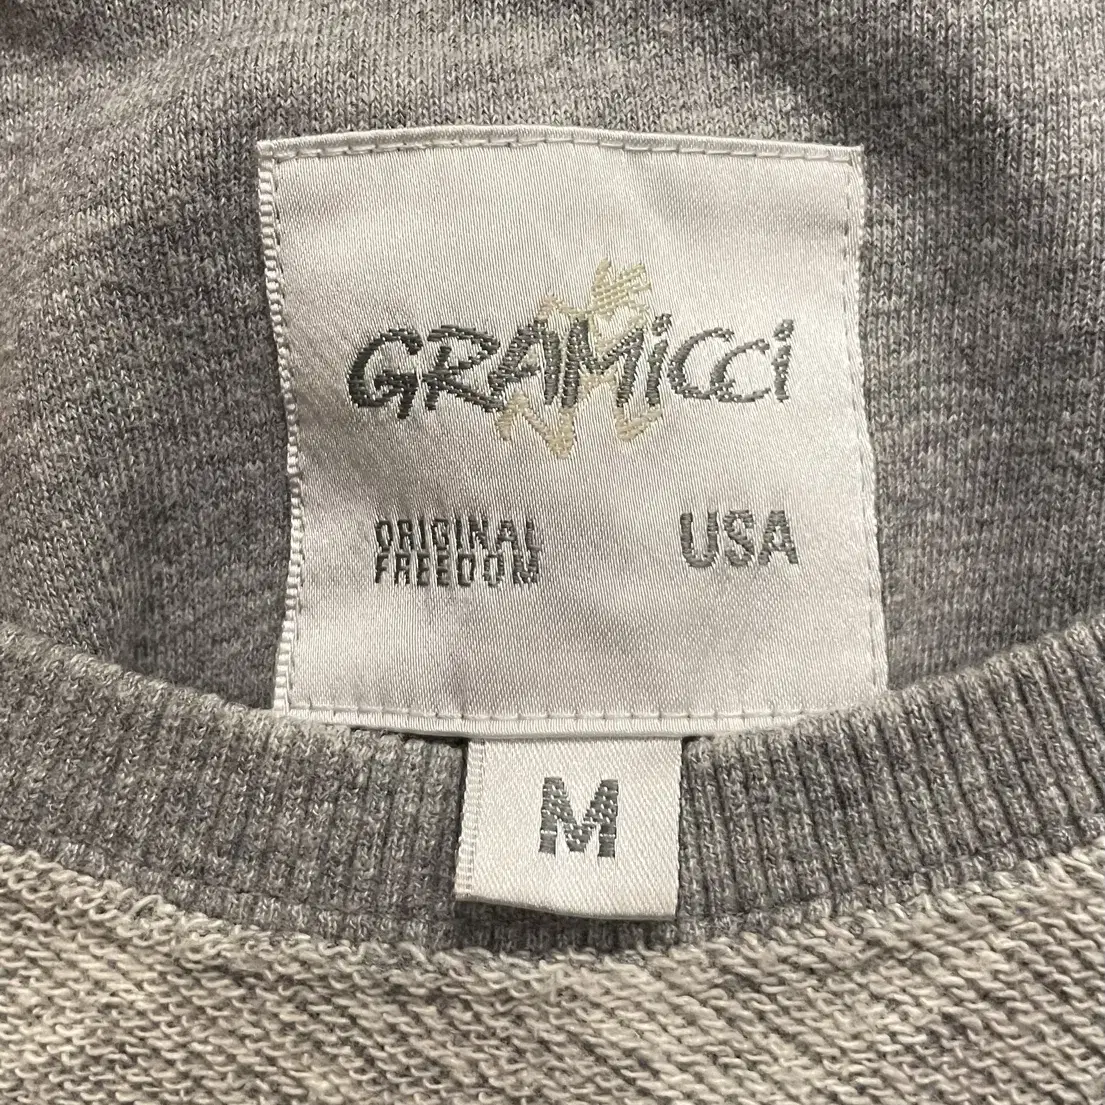 GRAMiCCi
ORIGINAL
FREEDOM
USA
M